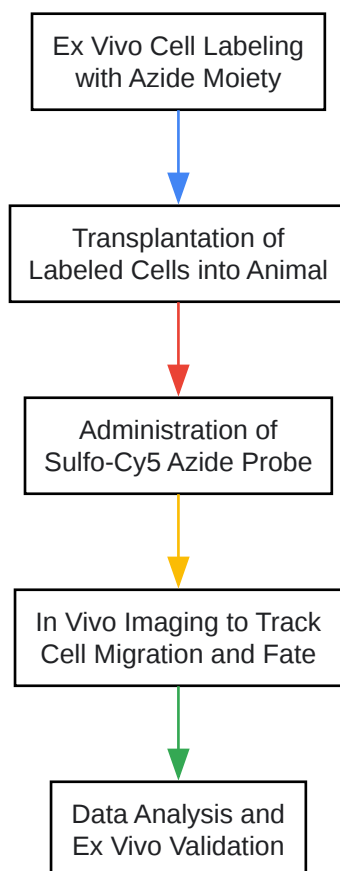 Ex Vivo Cell Labeling
with Azide Moiety
Transplantation of
Labeled Cells into Animal
Administration of
Sulfo-Cy5 Azide Probe
In Vivo Imaging to Track
Cell Migration and Fate
Data Analysis and
Ex Vivo Validation